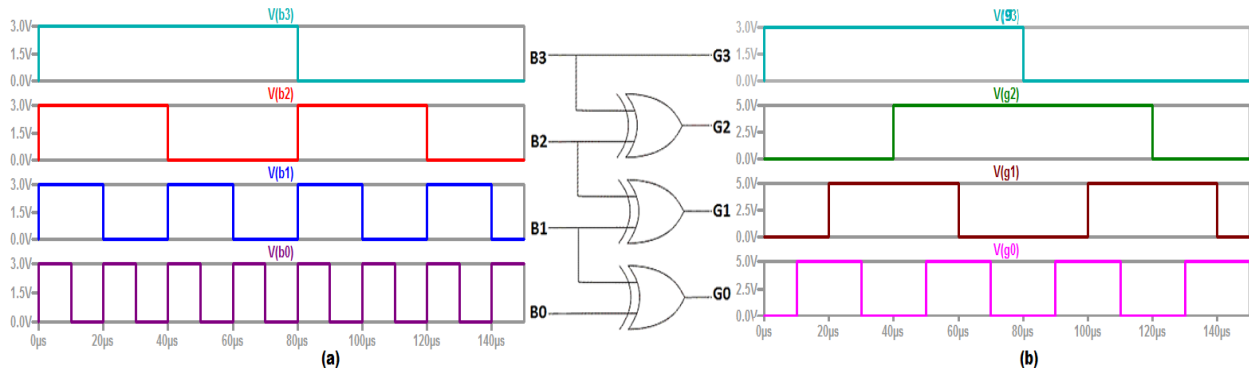 V(b3)
3.0V
1.5V
0.0V
V(b2)
3.0V
1.5V
0.0V
V(b1)
3.0V
1.5V
0.0V
V(b0)
3.0V
1.5V
0.0V
0µs 20µs 40µs 60µs 80µs 100µs 120µs 140µs
(a)
B3 G3
G2
B2
G1
B1
G0
B0
3.0V
1.5V
0.0V
V(g2)
5.0V
2.5V
0.0V
V(g1)
5.0V
2.5V
0.0V
V(g0)
5.0V
2.5V
0.0V
0µs 20µs 40µs 60µs 80µs 100µs 120µs 140µs
(b)